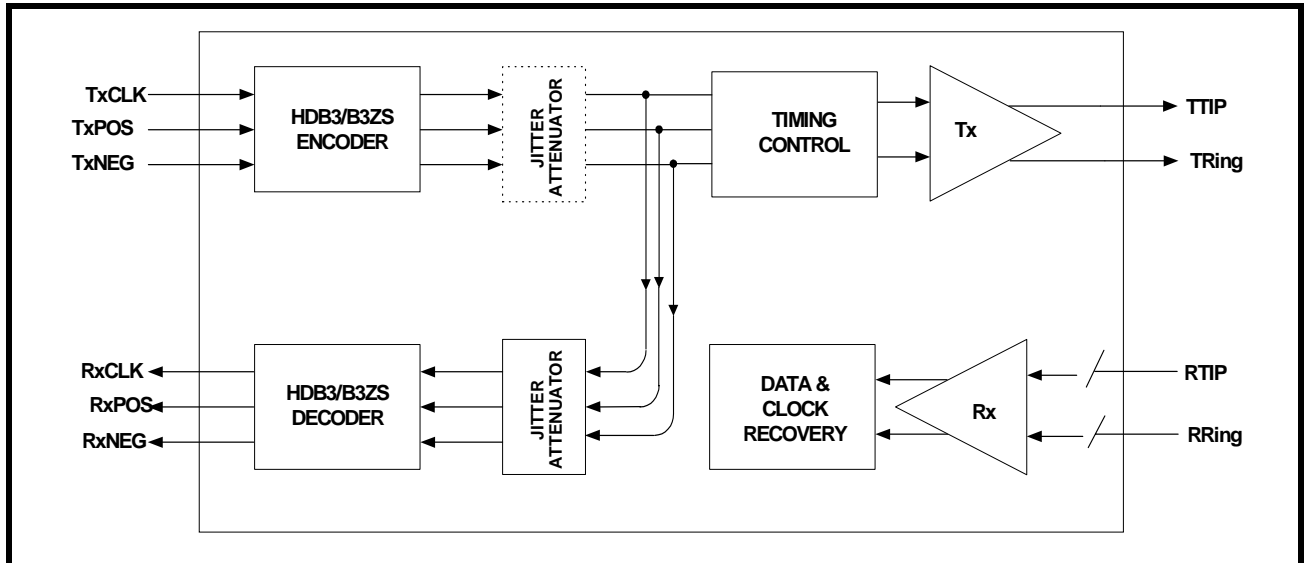 TxCLK
TxPOS
TxNEG
HDB3/B3ZS
ENCODER
JITTER
ATTENUATOR
TIMING
CONTROL
Tx
TTIP
TRing
RxCLK
RxPOS
RxNEG
HDB3/B3ZS
DECODER
JITTER
ATTENUATOR
DATA &
CLOCK
RECOVERY
Rx
RTIP
RRing